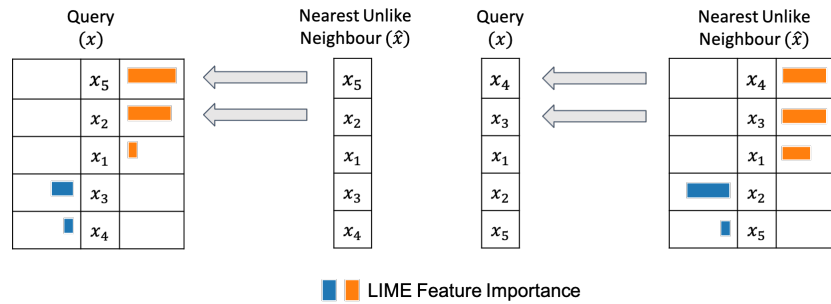 Query
(x)
Nearest Unlike
Neighbour (x̂)
Query
(x)
Nearest Unlike
Neighbour (x̂)
x₅ x₅ x₄ x₄
x₂ x₂ x₃ x₃
x₁ x₁ x₁ x₁
x₃ x₃ x₂ x₂
x₄ x₄ x₅ x₅
LIME Feature Importance